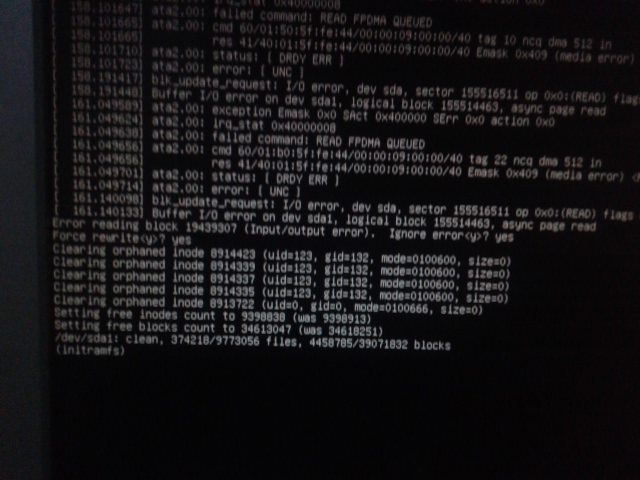 158.101647] ata2.00: failed command: READ FPDMA QUEUED
158.101665] ata2.00: cmd 60/01:50:5f:fe:44/00:00:09:00:00/40 tag 10 ncq dma 512 in
158.101665] res 41/40:01:5f:fe:44/00:00:09:00:00/40 Emask 0x409 (media error)
158.101710] ata2.00: status: [ DRDY ERR ]
158.101723] ata2.00: error: [ UNC ]
158.191417] blk_update_request: I/O error, dev sda, sector 155516511 op 0x0:(READ) flags
158.191448] Buffer I/O error on dev sda1, logical block 155514463, async page read
161.049589] ata2.00: exception Emask 0x0 SAct 0x400000 SErr 0x0 action 0x0
161.049624] ata2.00: irq_stat 0x40000008
161.049638] ata2.00: failed command: READ FPDMA QUEUED
161.049656] ata2.00: cmd 60/01:b0:5f:fe:44/00:00:09:00:00/40 tag 22 ncq dma 512 in
161.049656] res 41/40:01:5f:fe:44/00:00:09:00:00/40 Emask 0x409 (media error) <
161.049701] ata2.00: status: [ DRDY ERR ]
161.049714] ata2.00: error: [ UNC ]
161.140098] blk_update_request: I/O error, dev sda, sector 155516511 op 0x0:(READ) flags
161.140133] Buffer I/O error on dev sda1, logical block 155514463, async page read
Error reading block 19439307 (Input/output error). Ignore error<y>? yes
Force rewrite<y>? yes
Clearing orphaned inode 8914423 (uid=123, gid=132, mode=0100600, size=0)
Clearing orphaned inode 8914339 (uid=123, gid=132, mode=0100600, size=0)
Clearing orphaned inode 8914337 (uid=123, gid=132, mode=0100600, size=0)
Clearing orphaned inode 8914335 (uid=123, gid=132, mode=0100600, size=0)
Clearing orphaned inode 8913722 (uid=0, gid=0, mode=0100666, size=0)
Setting free inodes count to 9398838 (was 9398913)
Setting free blocks count to 34613047 (was 34618251)
/dev/sda1: clean, 374218/9773056 files, 4458785/39071832 blocks
(initramfs)